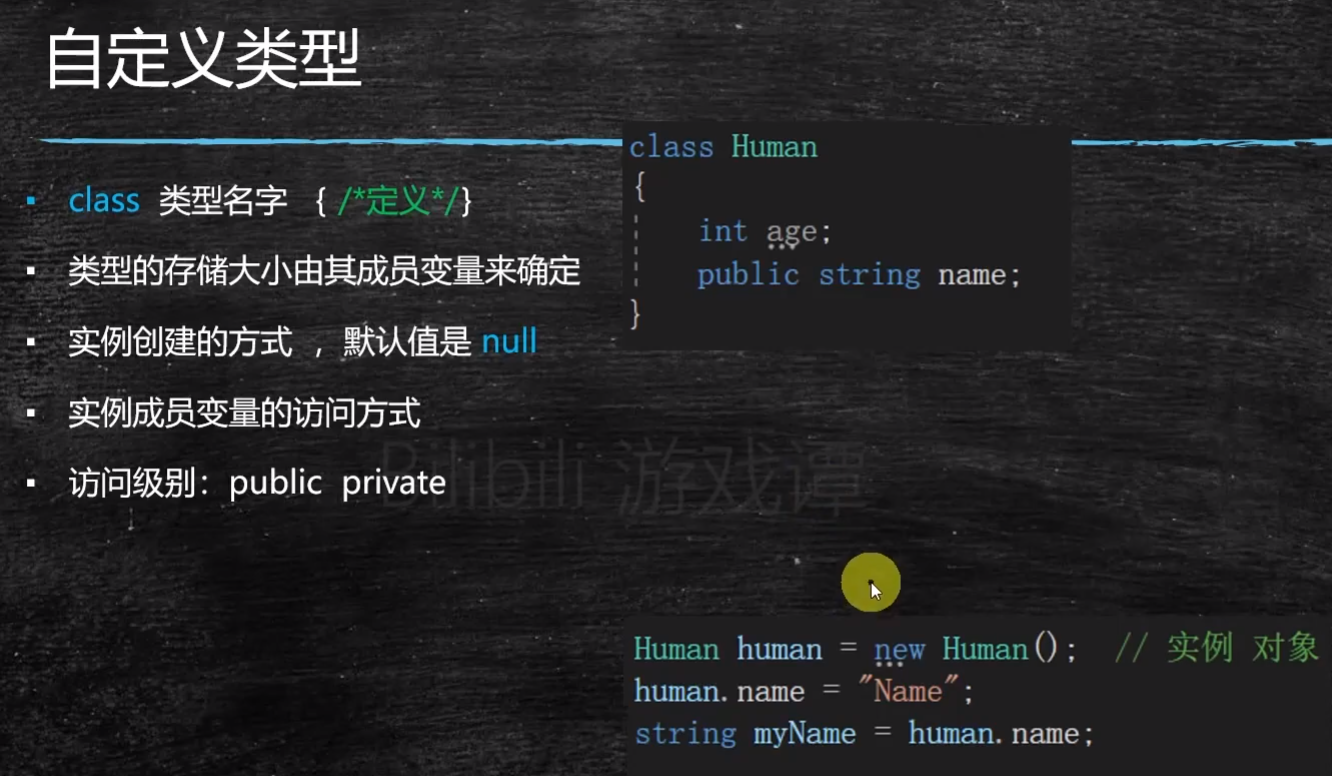 自定义类型
class 类型名字 { /*定义*/}
类型的存储大小由其成员变量来确定
实例创建的方式 ，默认值是 null
实例成员变量的访问方式
访问级别：public private
class Human
{
int age;
public string name;
}
Bilibili 游戏谭
Human human = new Human(); // 实例 对象
human.name = "Name";
string myName = human.name;